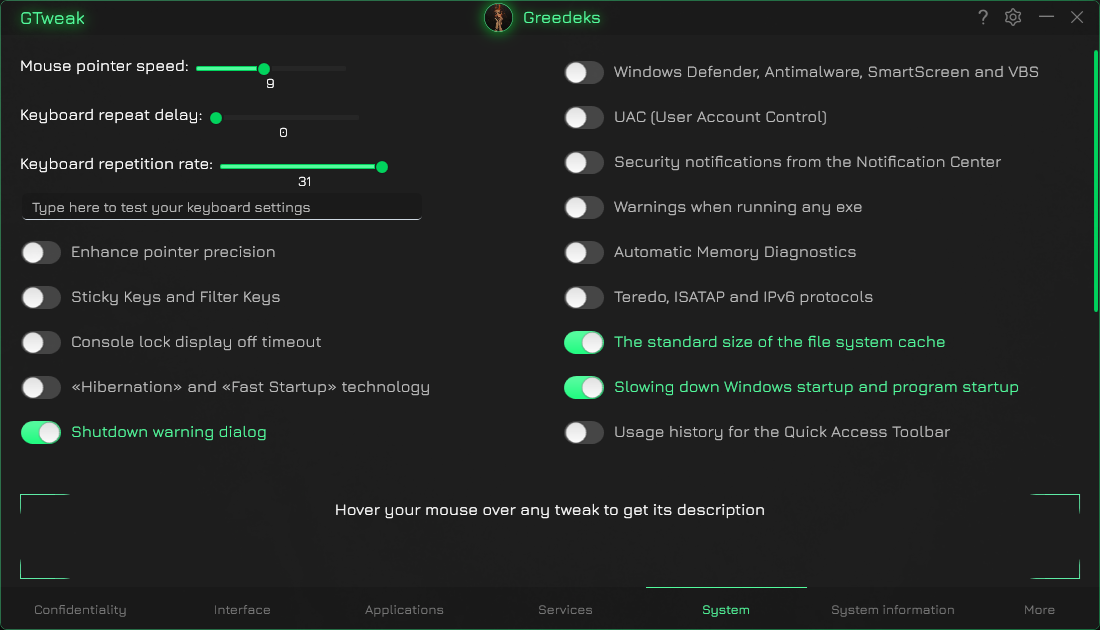 GTweak
Greedeks
?
Mouse pointer speed:
9
Keyboard repeat delay:
0
Keyboard repetition rate:
31
Type here to test your keyboard settings
Enhance pointer precision
Sticky Keys and Filter Keys
Console lock display off timeout
«Hibernation» and «Fast Startup» technology
Shutdown warning dialog
Windows Defender, Antimalware, SmartScreen and VBS
UAC (User Account Control)
Security notifications from the Notification Center
Warnings when running any exe
Automatic Memory Diagnostics
Teredo, ISATAP and IPv6 protocols
The standard size of the file system cache
Slowing down Windows startup and program startup
Usage history for the Quick Access Toolbar
Hover your mouse over any tweak to get its description
Confidentiality
Interface
Applications
Services
System
System information
More